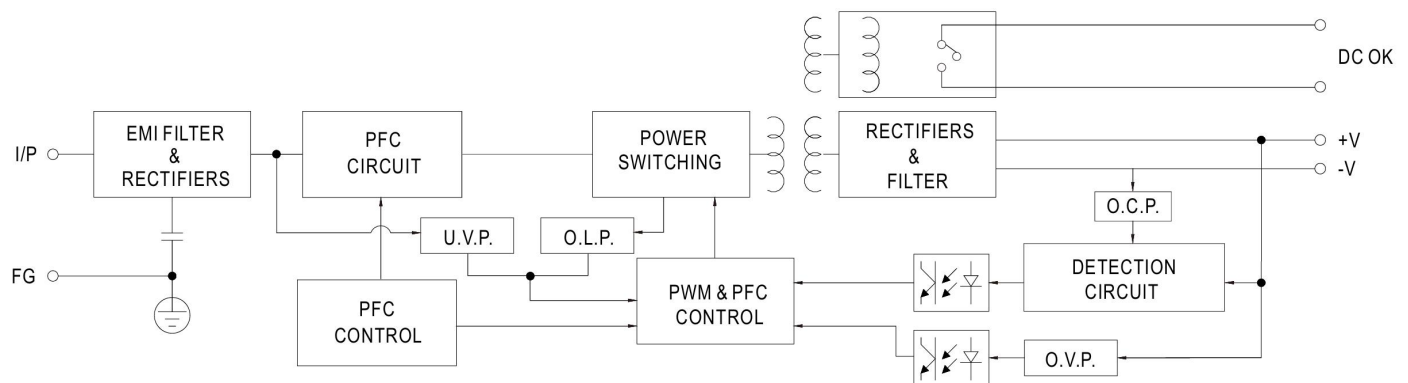 DC OK
EMI FILTER
&
RECTIFIERS
PFC
CIRCUIT
POWER
SWITCHING
RECTIFIERS
&
FILTER
I/P
+V
-V
O.C.P.
U.V.P.
O.L.P.
FG
PFC
CONTROL
PWM & PFC
CONTROL
DETECTION
CIRCUIT
O.V.P.